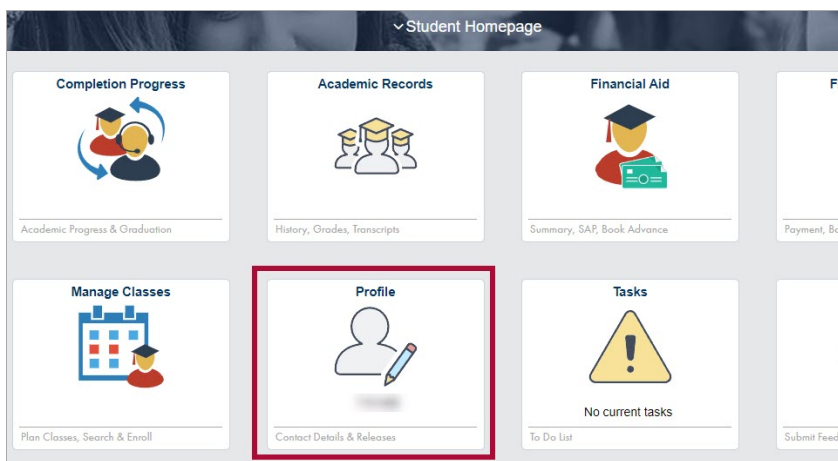 Student Homepage
Completion Progress
Academic Progress & Graduation
Academic Records
History, Grades, Transcripts
Financial Aid
Summary, SAP, Book Advance
F
Payment, Bo
Manage Classes
Plan Classes, Search & Enroll
Profile
Contact Details & Releases
Tasks
No current tasks
To Do List
Submit Feed